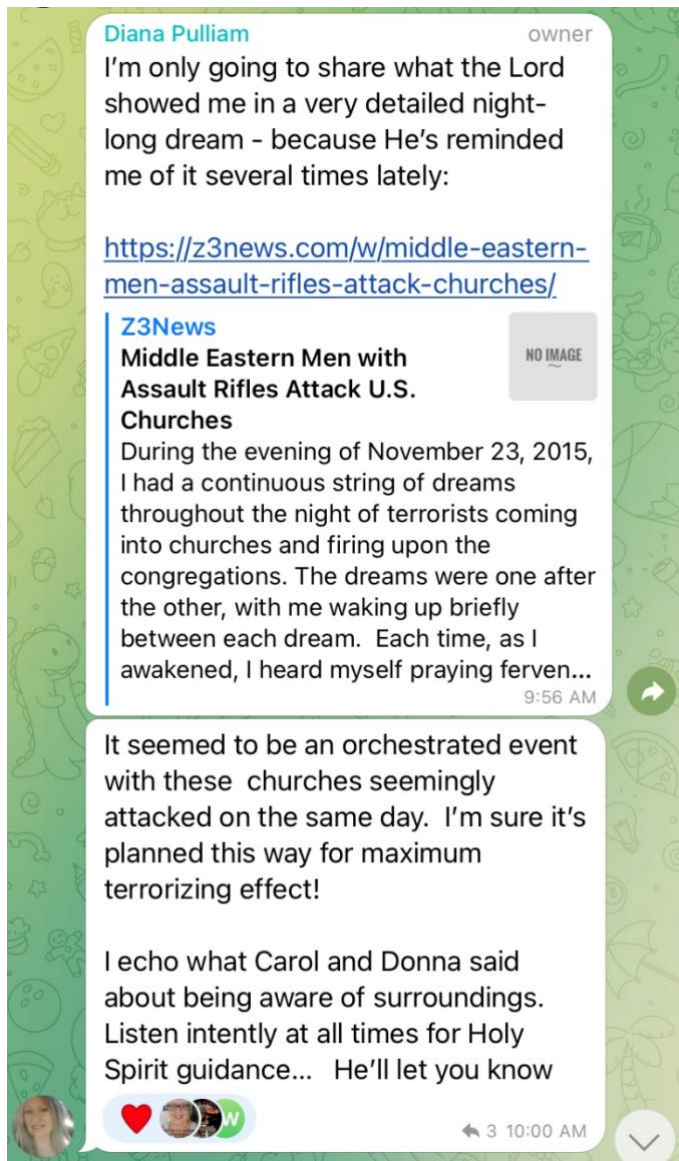 Diana Pulliam owner
I’m only going to share what the Lord
showed me in a very detailed night-
long dream - because He’s reminded
me of it several times lately:
https://z3news.com/w/middle-eastern-
men-assault-rifles-attack-churches/
Z3News
Middle Eastern Men with
Assault Rifles Attack U.S.
Churches
NO IMAGE
During the evening of November 23, 2015,
I had a continuous string of dreams
throughout the night of terrorists coming
into churches and firing upon the
congregations. The dreams were one after
the other, with me waking up briefly
between each dream.  Each time, as I
awakened, I heard myself praying ferven...
9:56 AM
It seemed to be an orchestrated event
with these  churches seemingly
attacked on the same day.  I’m sure it’s
planned this way for maximum
terrorizing effect!
I echo what Carol and Donna said
about being aware of surroundings.
Listen intently at all times for Holy
Spirit guidance...   He’ll let you know
W
3 10:00 AM